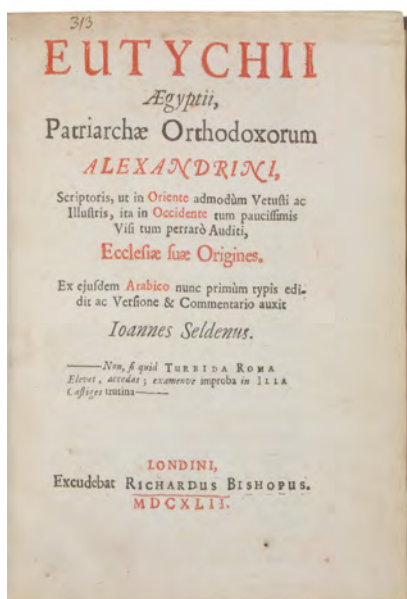 313
EUTYCHII
Ægyptii,
Patriarchæ Orthodoxorum
ALEXANDRINI,
Scriptoris, ut in Oriente admodùm Vetuſti ac
Illuſtris, ita in Occidente tum pauciſſimis
Viſi tum perrarò Auditi,
Eccleſiæ ſuæ Origines.
Ex ejuſdem Arabico nunc primùm typis edi-
dit ac Verſione & Commentario auxit
Ioannes Seldenus.
——Non, ſi quid TURBIDA ROMA
Elevet, accedas; examenve improba in ILLA
Caſtiges trutina——
LONDINI,
Excudebat RICHARDUS BISHOPUS.
MDCXLII.